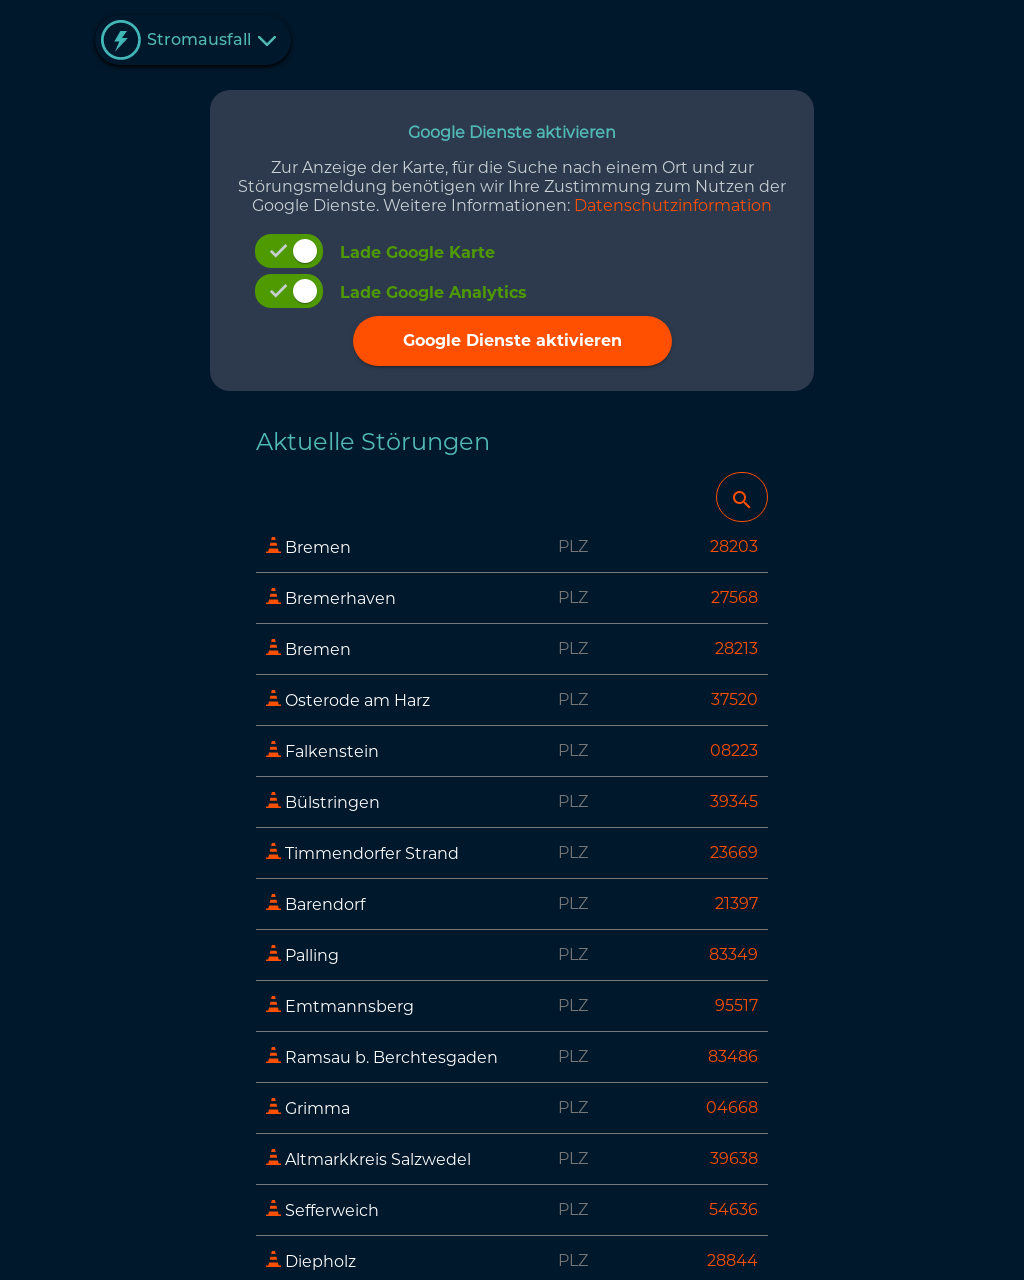 Stromausfall
Google Dienste aktivieren
Zur Anzeige der Karte, für die Suche nach einem Ort und zur
Störungsmeldung benötigen wir Ihre Zustimmung zum Nutzen der
Google Dienste. Weitere Informationen: Datenschutzinformation
Lade Google Karte
Lade Google Analytics
Google Dienste aktivieren
Aktuelle Störungen
Bremen PLZ 28203
Bremerhaven PLZ 27568
Bremen PLZ 28213
Osterode am Harz PLZ 37520
Falkenstein PLZ 08223
Bülstringen PLZ 39345
Timmendorfer Strand PLZ 23669
Barendorf PLZ 21397
Palling PLZ 83349
Emtmannsberg PLZ 95517
Ramsau b. Berchtesgaden PLZ 83486
Grimma PLZ 04668
Altmarkkreis Salzwedel PLZ 39638
Sefferweich PLZ 54636
Diepholz PLZ 28844